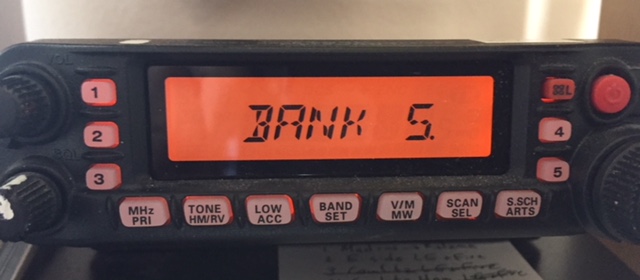 1
2
3
BANK 5.
L
4
5
MHz
PRI
TONE
HM/RV
LOW
ACC
BAND
SET
V/M
MW
SCAN
SEL
S.SCH
ARTS